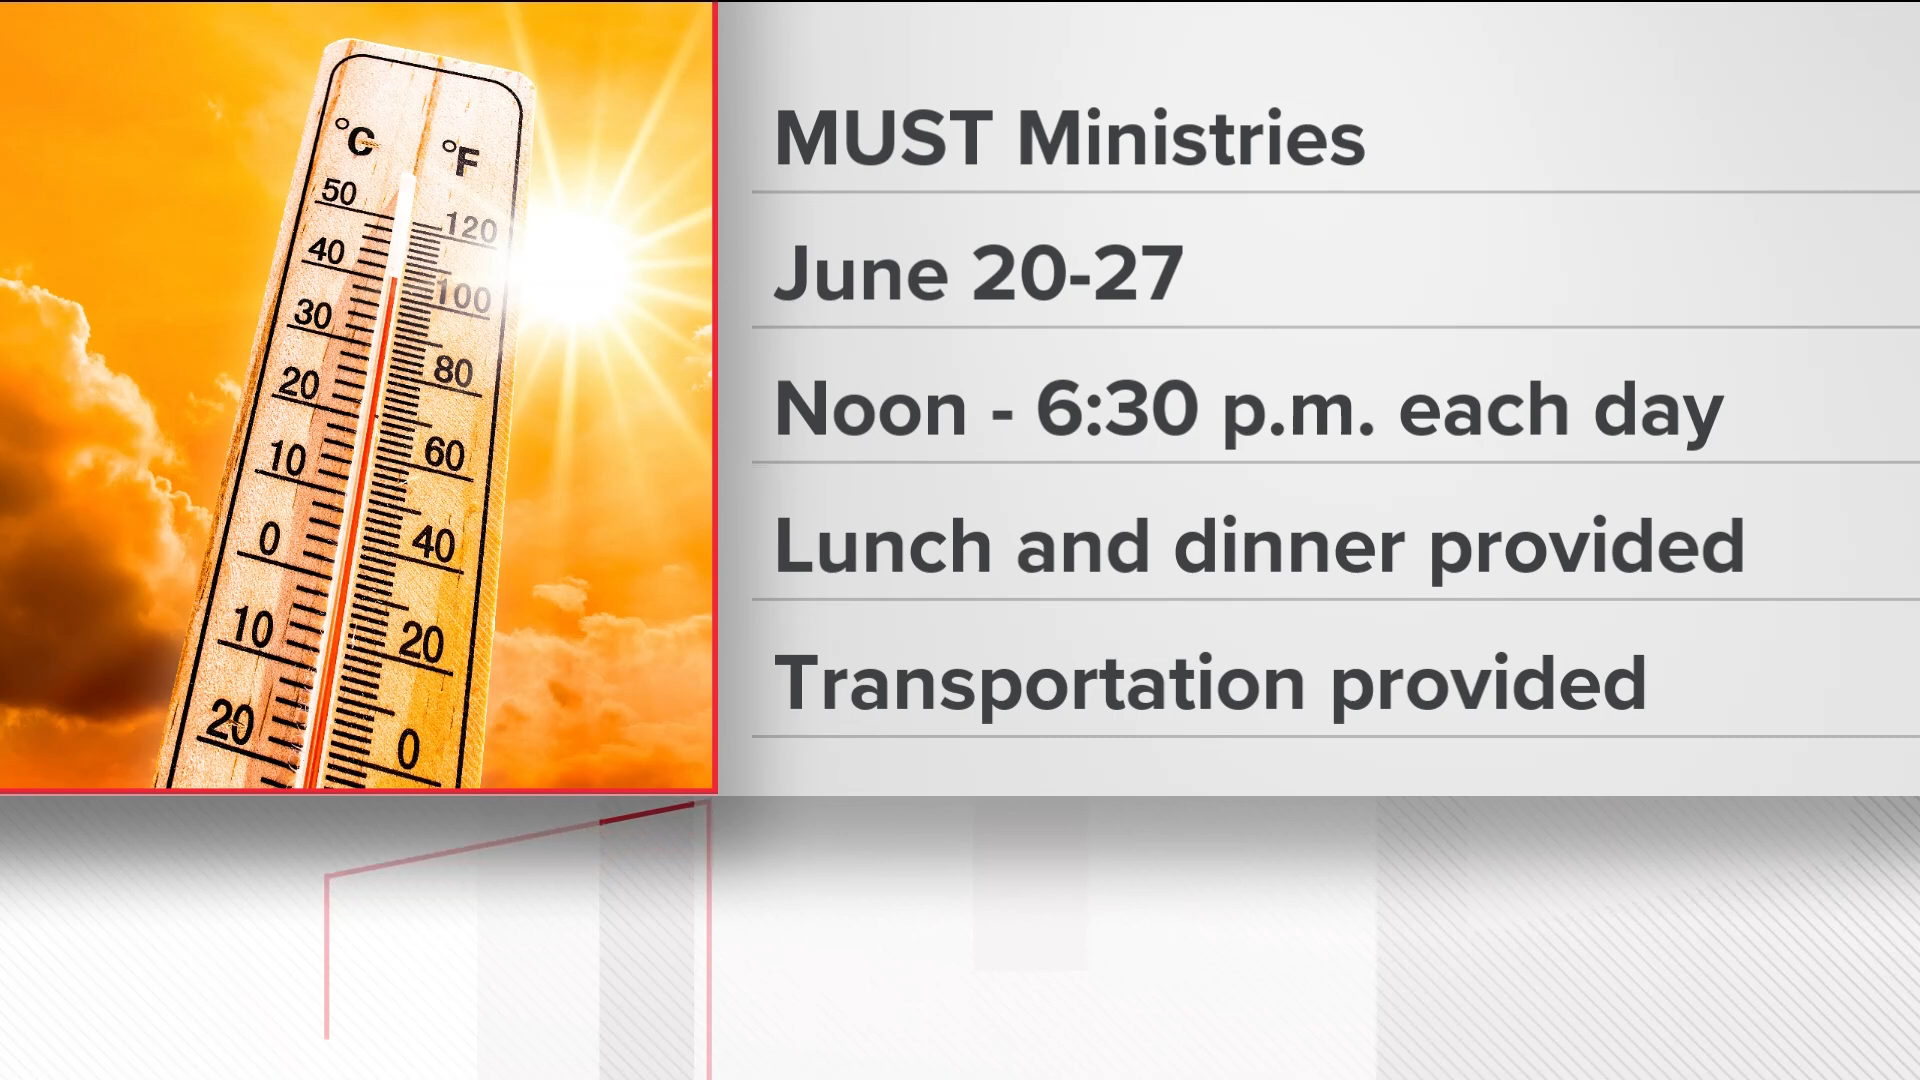 °C °F
50 120
40 100
30 80
20 60
10 40
0 20
10 0
20
MUST Ministries
June 20-27
Noon - 6:30 p.m. each day
Lunch and dinner provided
Transportation provided